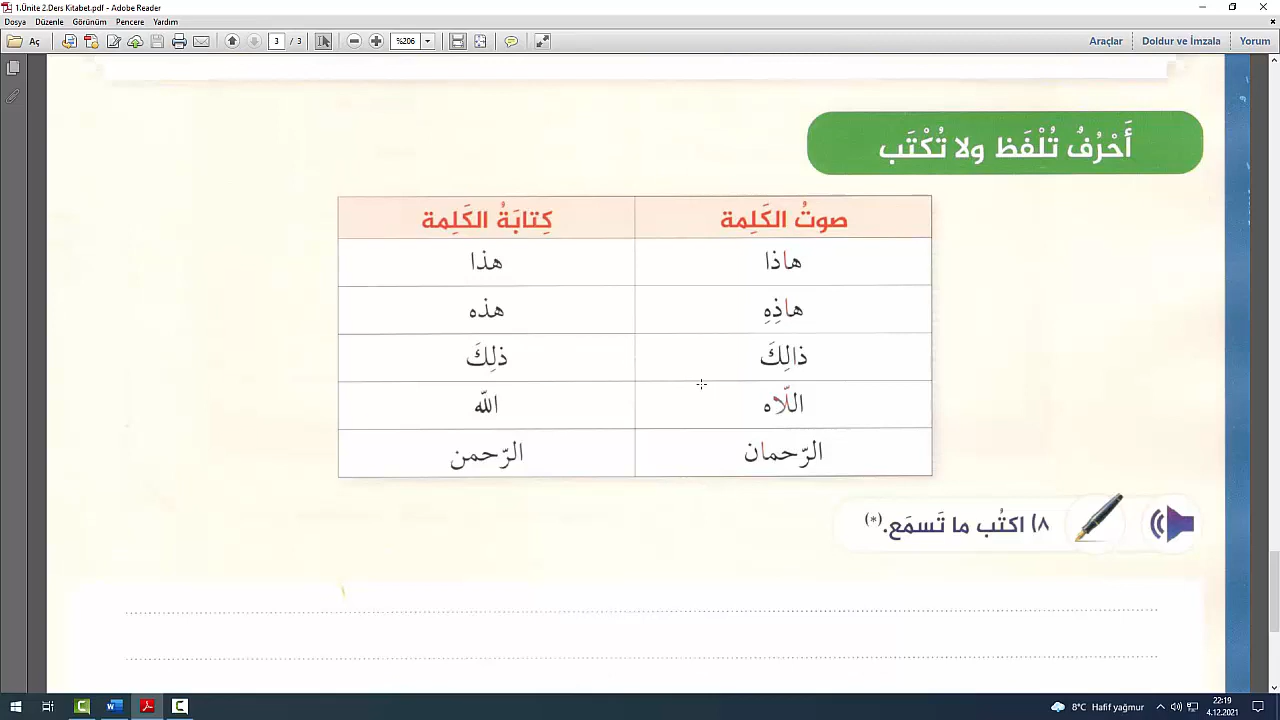 1.Ünite 2.Ders Kitabet.pdf - Adobe Reader
Dosya Düzenle Görünüm Pencere Yardım
Aç 3 / 3 %206 Araçlar Doldur ve İmzala Yorum
أَحْرُفٌ تُلْفَظ ولا تُكْتَب
صوتُ الكَلِمة كِتابَةُ الكَلِمة
هاذا هذا
هاذِهِ هذه
ذالِكَ ذلِكَ
اللّاه الله
الرّحمان الرّحمن
٨) اكتُب ما تَسمَع.(*)
8°C Hafif yağmur 22:19
4.12.2021